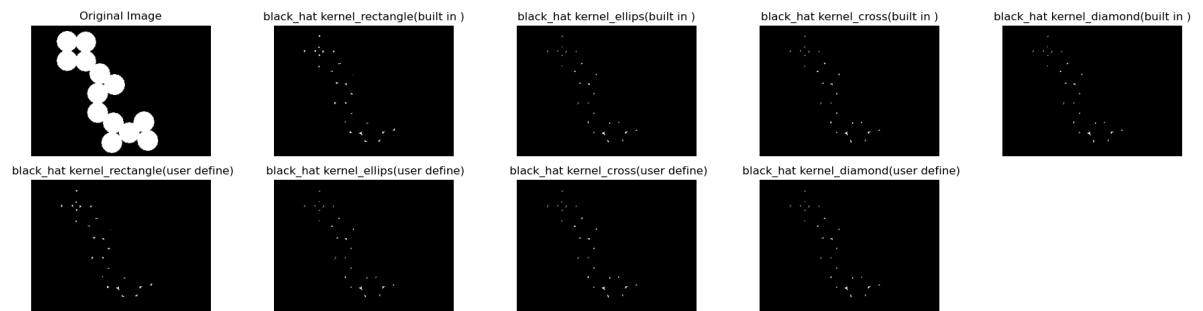 Original Image
black_hat kernel_rectangle(built in )
black_hat kernel_ellips(built in )
black_hat kernel_cross(built in )
black_hat kernel_diamond(built in )
black_hat kernel_rectangle(user define)
black_hat kernel_ellips(user define)
black_hat kernel_cross(user define)
black_hat kernel_diamond(user define)